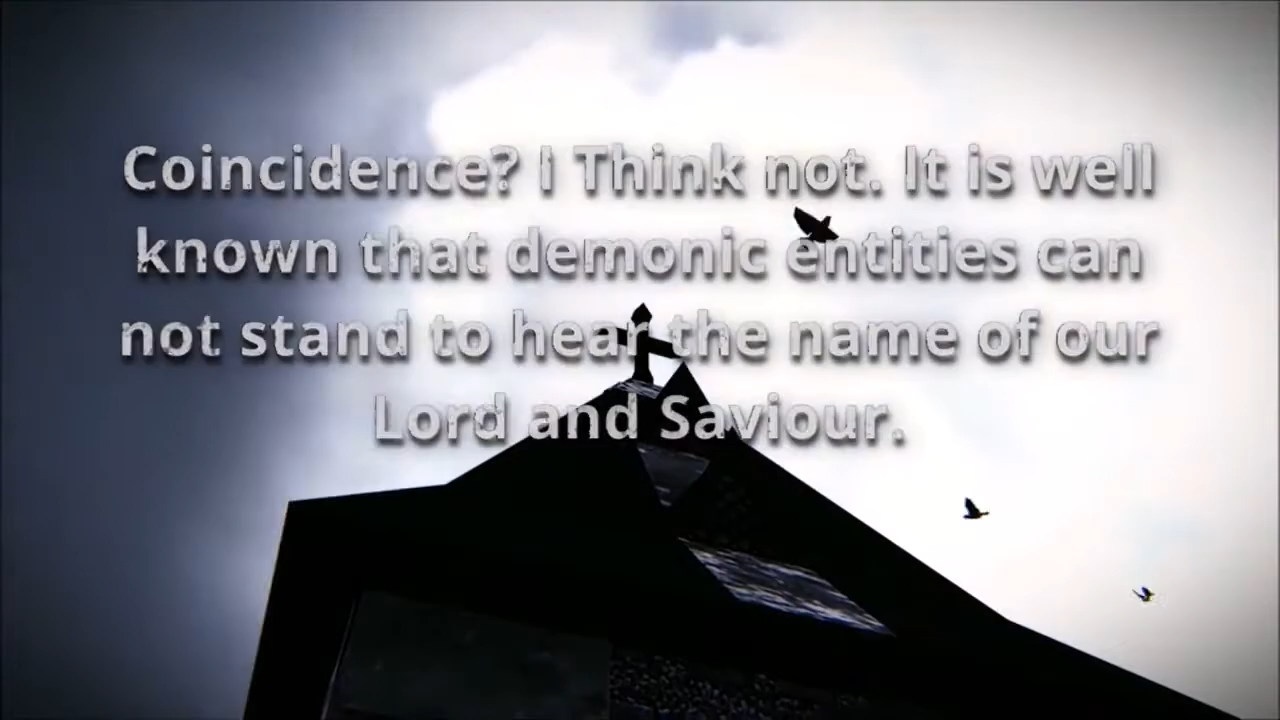 Coincidence? I Think not. It is well
known that demonic entities can
not stand to hear the name of our
Lord and Saviour.